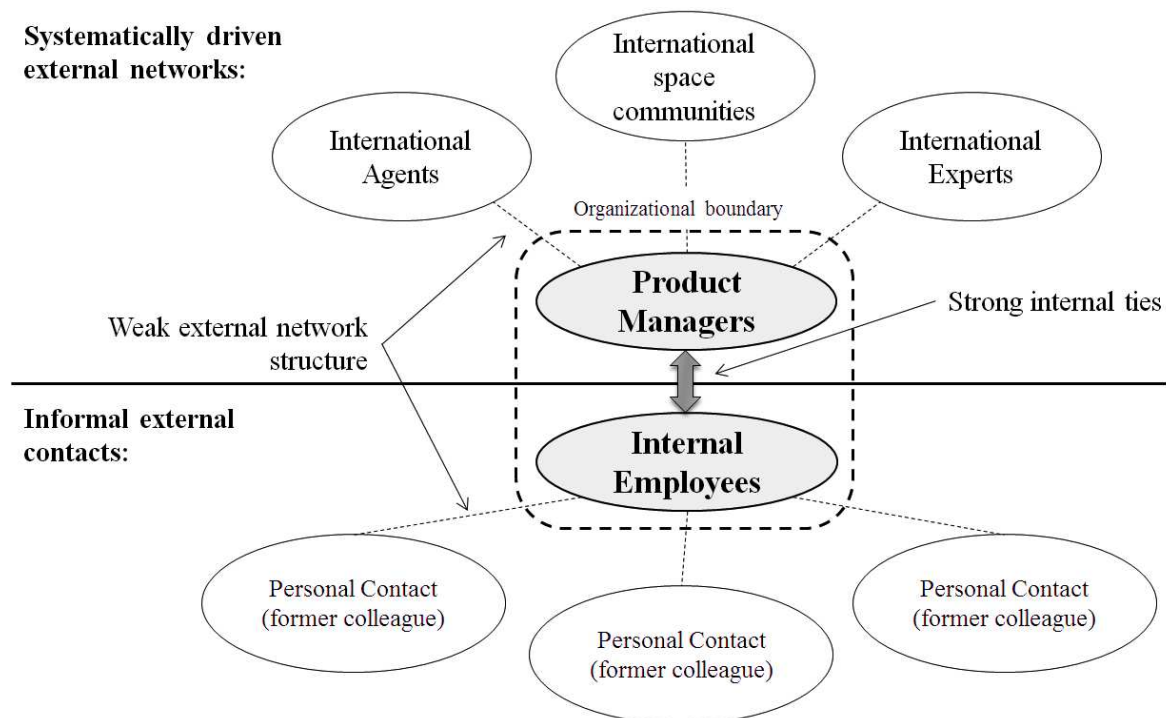 Systematically driven
external networks:
International
space
communities
International
Agents
International
Experts
Organizational boundary
Product
Managers
Strong internal ties
Weak external network
structure
Informal external
contacts:
Internal
Employees
Personal Contact
(former colleague)
Personal Contact
(former colleague)
Personal Contact
(former colleague)